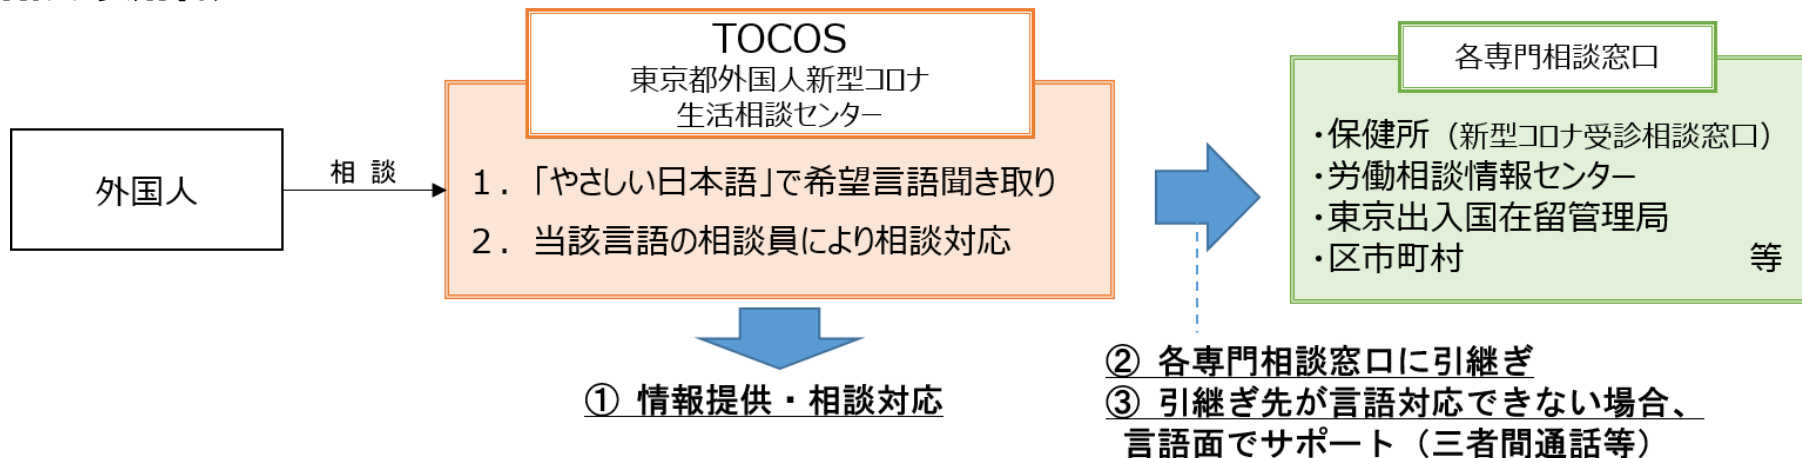 外国人
相 談
TOCOS
東京都外国人新型コロナ
生活相談センター
１．「やさしい日本語」で希望言語聞き取り
２．当該言語の相談員により相談対応
① 情報提供・相談対応
各専門相談窓口
・保健所（新型コロナ受診相談窓口）
・労働相談情報センター
・東京出入国在留管理局
・区市町村 等
② 各専門相談窓口に引継ぎ
③ 引継ぎ先が言語対応できない場合、
言語面でサポート（三者間通話等）